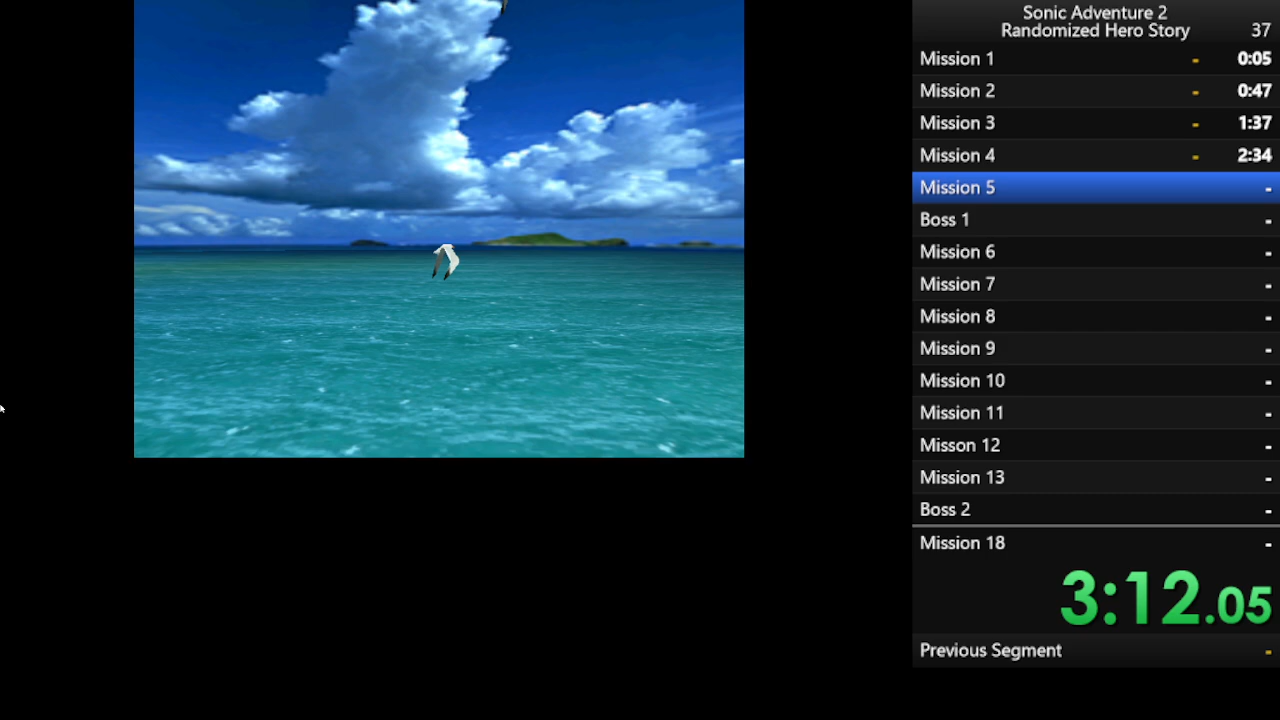 Sonic Adventure 2
Randomized Hero Story 37
Mission 1 - 0:05
Mission 2 - 0:47
Mission 3 - 1:37
Mission 4 - 2:34
Mission 5 -
Boss 1 -
Mission 6 -
Mission 7 -
Mission 8 -
Mission 9 -
Mission 10 -
Mission 11 -
Misson 12 -
Mission 13 -
Boss 2 -
Mission 18 -
3:12.05
Previous Segment -